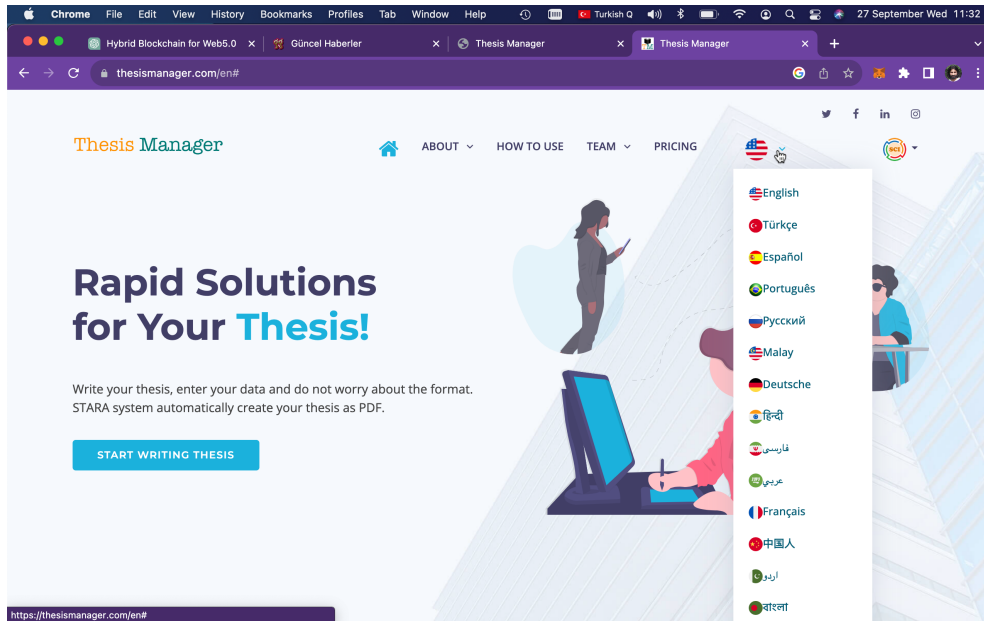 Chrome File Edit View History Bookmarks Profiles Tab Window Help Turkish Q 27 September Wed 11:32
Hybrid Blockchain for Web5.0 Güncel Haberler Thesis Manager Thesis Manager
thesismanager.com/en#
Thesis Manager ABOUT HOW TO USE TEAM PRICING SCI
English
Türkçe
Español
Português
Русский
Malay
Deutsche
हिन्दी
فارسی
عربي
Français
中国人
اردو
বাংলা
Rapid Solutions
for Your Thesis!
Write your thesis, enter your data and do not worry about the format.
STARA system automatically create your thesis as PDF.
START WRITING THESIS
https://thesismanager.com/en#